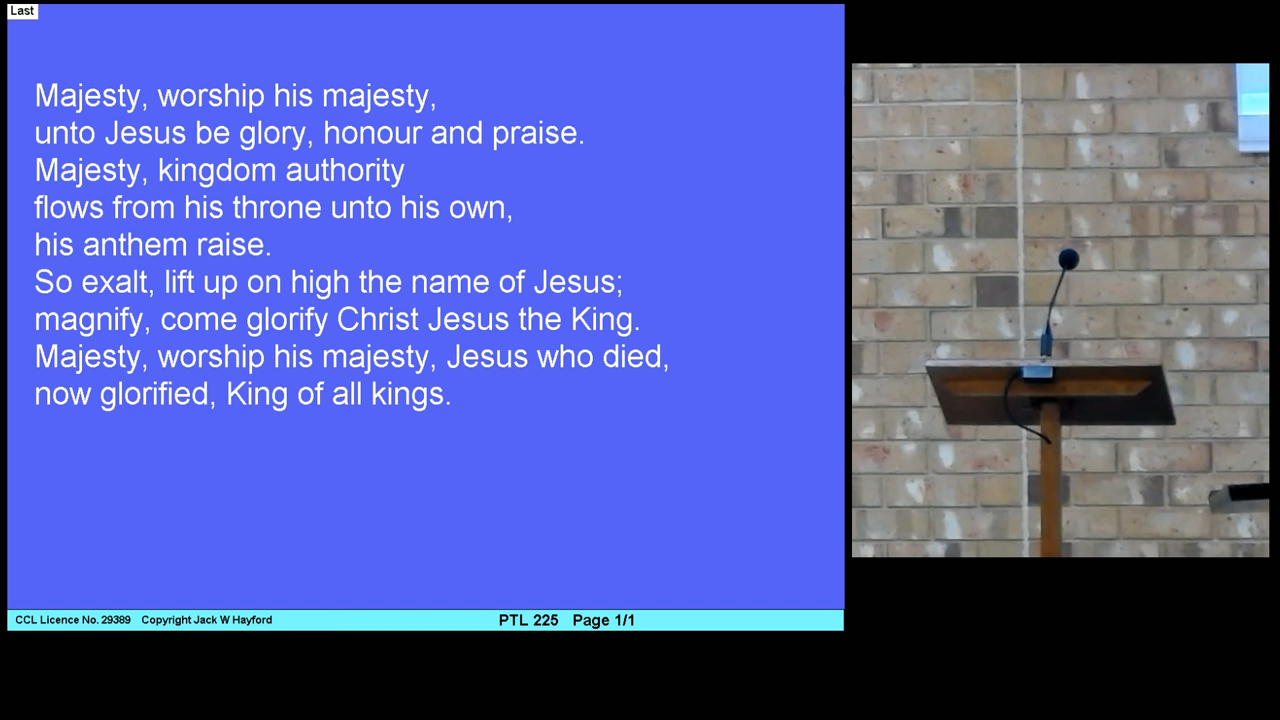 Last
Majesty, worship his majesty,
unto Jesus be glory, honour and praise.
Majesty, kingdom authority
flows from his throne unto his own,
his anthem raise.
So exalt, lift up on high the name of Jesus;
magnify, come glorify Christ Jesus the King.
Majesty, worship his majesty, Jesus who died,
now glorified, King of all kings.
CCL Licence No. 29389 Copyright Jack W Hayford PTL 225 Page 1/1